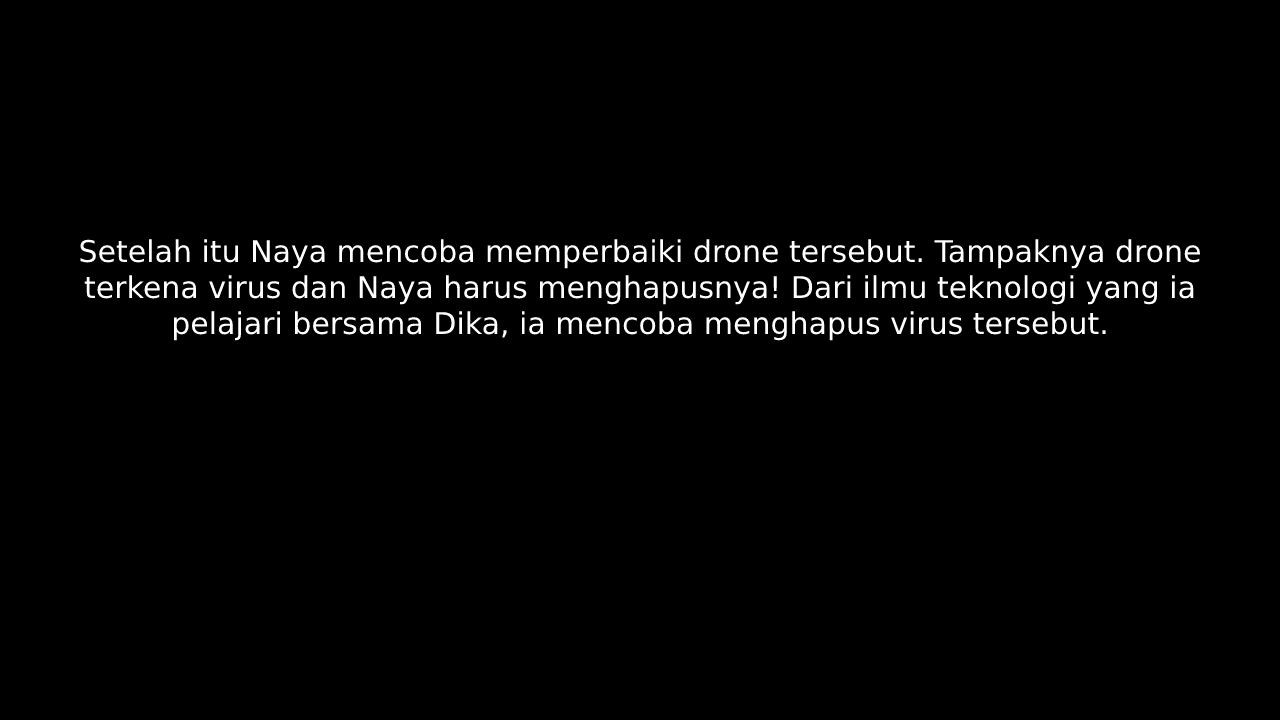 Setelah itu Naya mencoba memperbaiki drone tersebut. Tampaknya drone
terkena virus dan Naya harus menghapusnya! Dari ilmu teknologi yang ia
pelajari bersama Dika, ia mencoba menghapus virus tersebut.